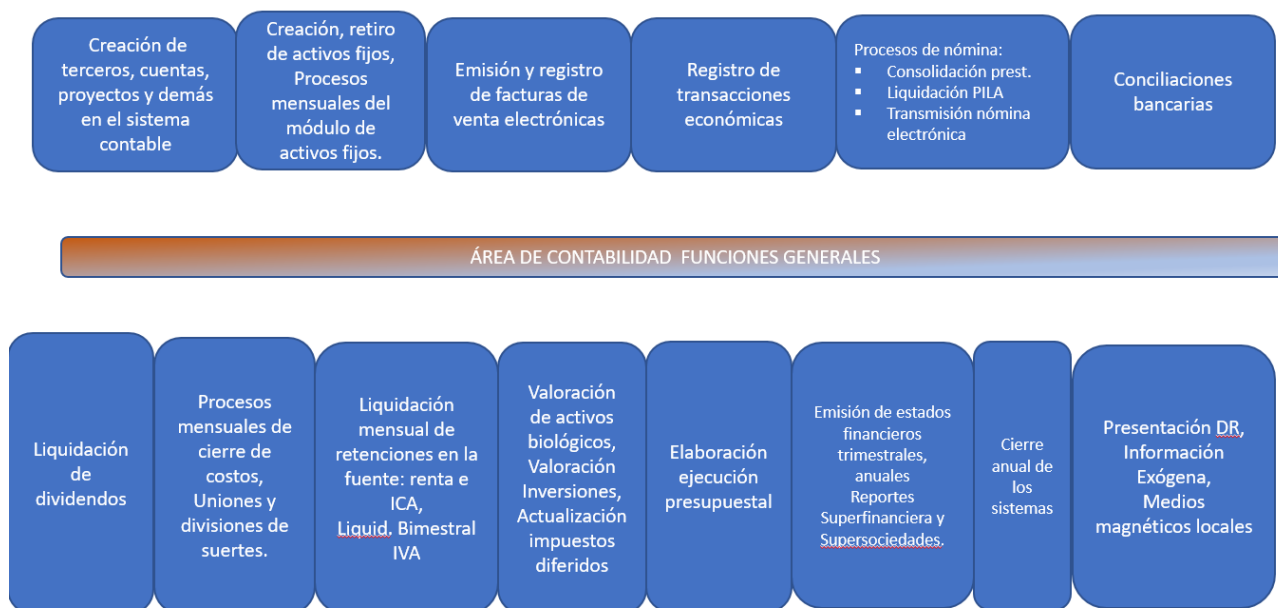 Creación de
terceros, cuentas,
proyectos y demás
en el sistema
contable
Creación, retiro
de activos fijos,
Procesos
mensuales del
módulo de
activos fijos.
Emisión y registro
de facturas de
venta electrónicas
Registro de
transacciones
económicas
Procesos de nómina:
▪ Consolidación prest.
▪ Liquidación PILA
▪ Transmisión nómina
electrónica
Conciliaciones
bancarias
ÁREA DE CONTABILIDAD FUNCIONES GENERALES
Liquidación
de
dividendos
Procesos
mensuales de
cierre de
costos,
Uniones y
divisiones de
suertes.
Liquidación
mensual de
retenciones en la
fuente: renta e
ICA,
Liquid. Bimestral
IVA
Valoración
de activos
biológicos,
Valoración
Inversiones,
Actualización
impuestos
diferidos
Elaboración
ejecución
presupuestal
Emisión de estados
financieros
trimestrales,
anuales
Reportes
Superfinanciera y
Supersociedades.
Cierre
anual de
los
sistemas
Presentación DR,
Información
Exógena,
Medios
magnéticos locales